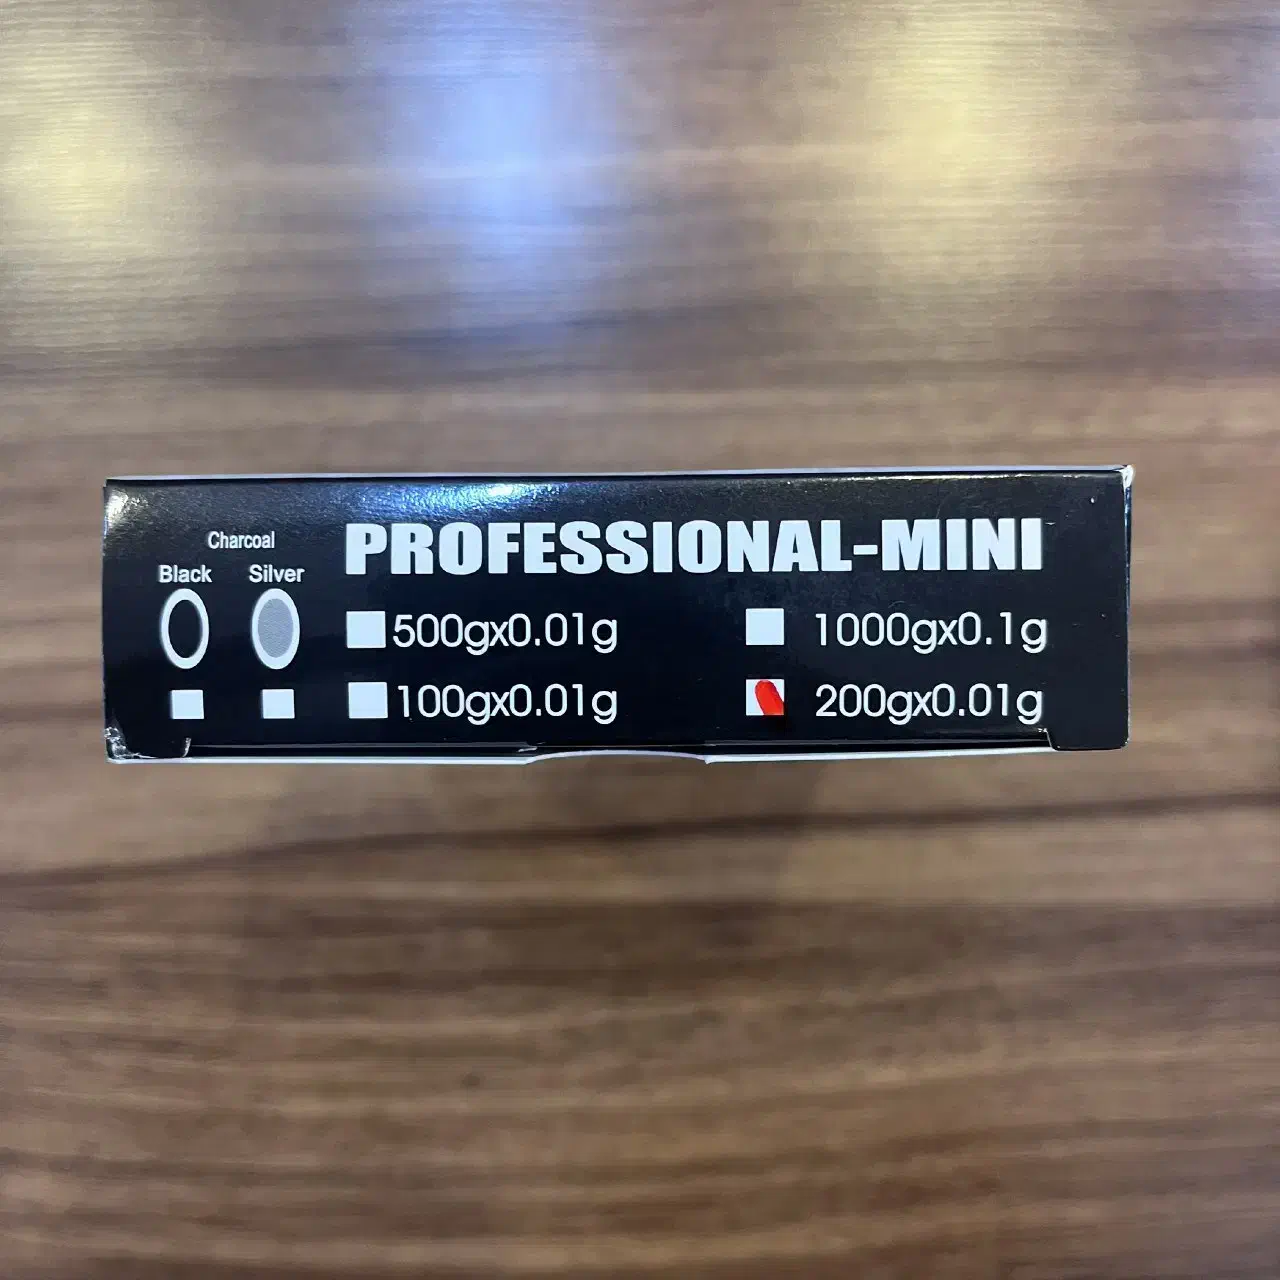 Charcoal
Black Silver
PROFESSIONAL-MINI
500gx0.01g 1000gx0.1g
100gx0.01g 200gx0.01g